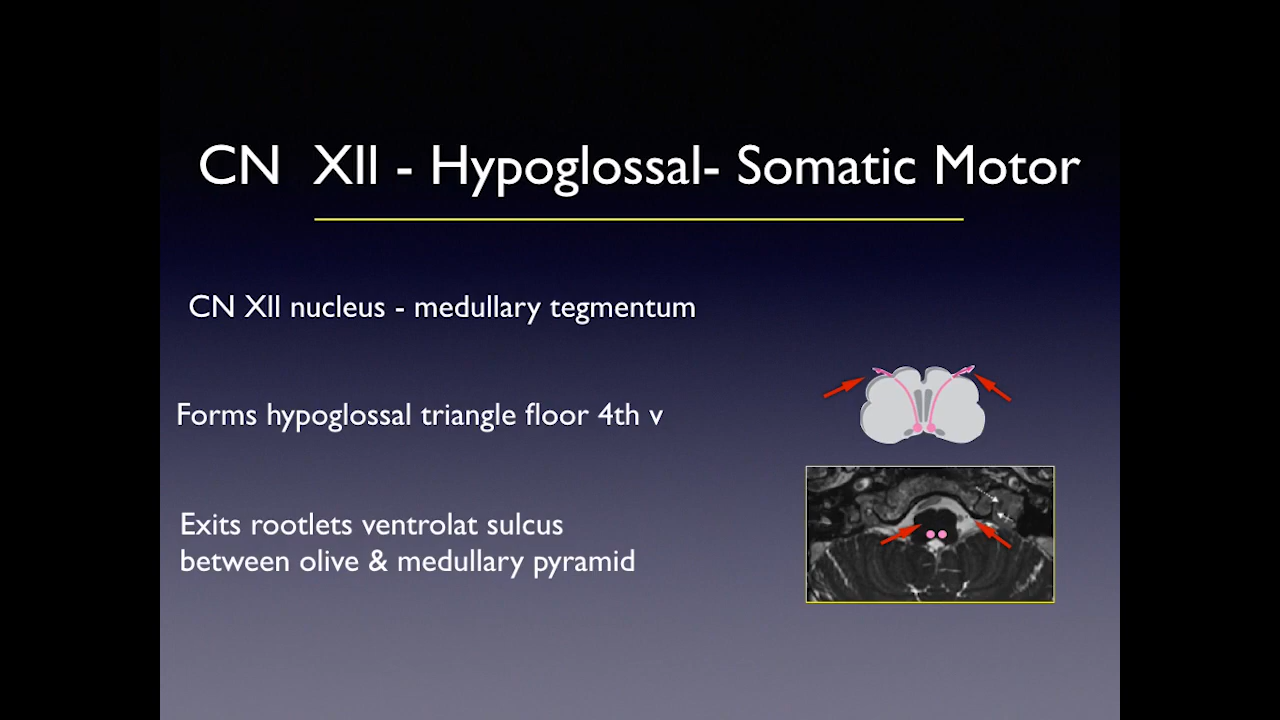 CN XII - Hypoglossal- Somatic Motor
CN XII nucleus - medullary tegmentum
Forms hypoglossal triangle floor 4th v
Exits rootlets ventrolat sulcus
between olive & medullary pyramid